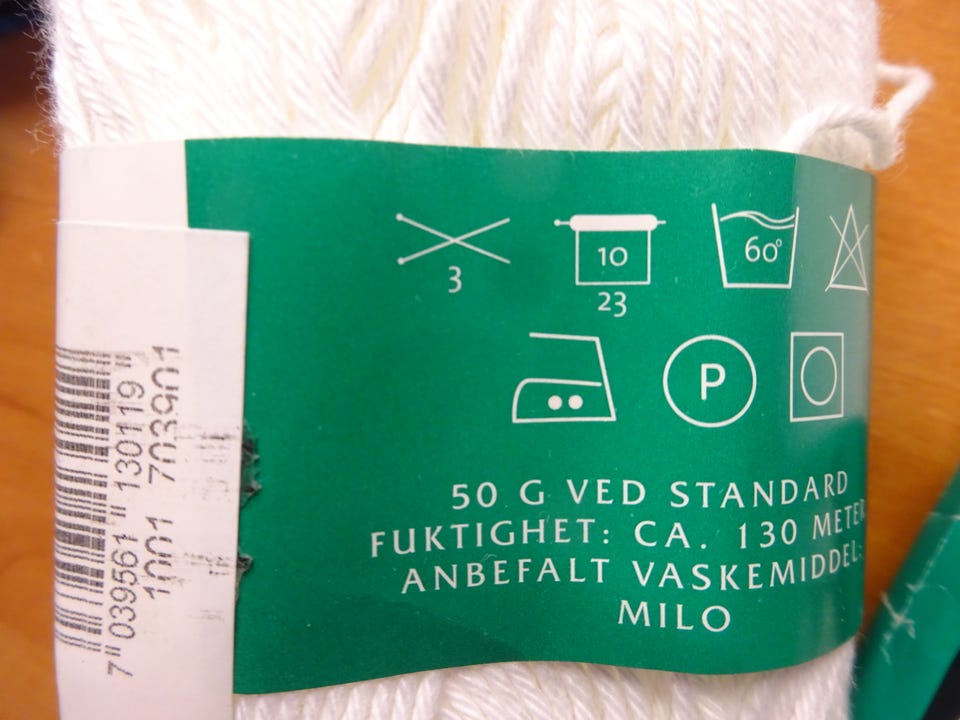 3
10
23
60°
P
50 G VED STANDARD
FUKTIGHET: CA. 130 METER
ANBEFALT VASKEMIDDEL:
MILO
7 039561 130119
1001 703901